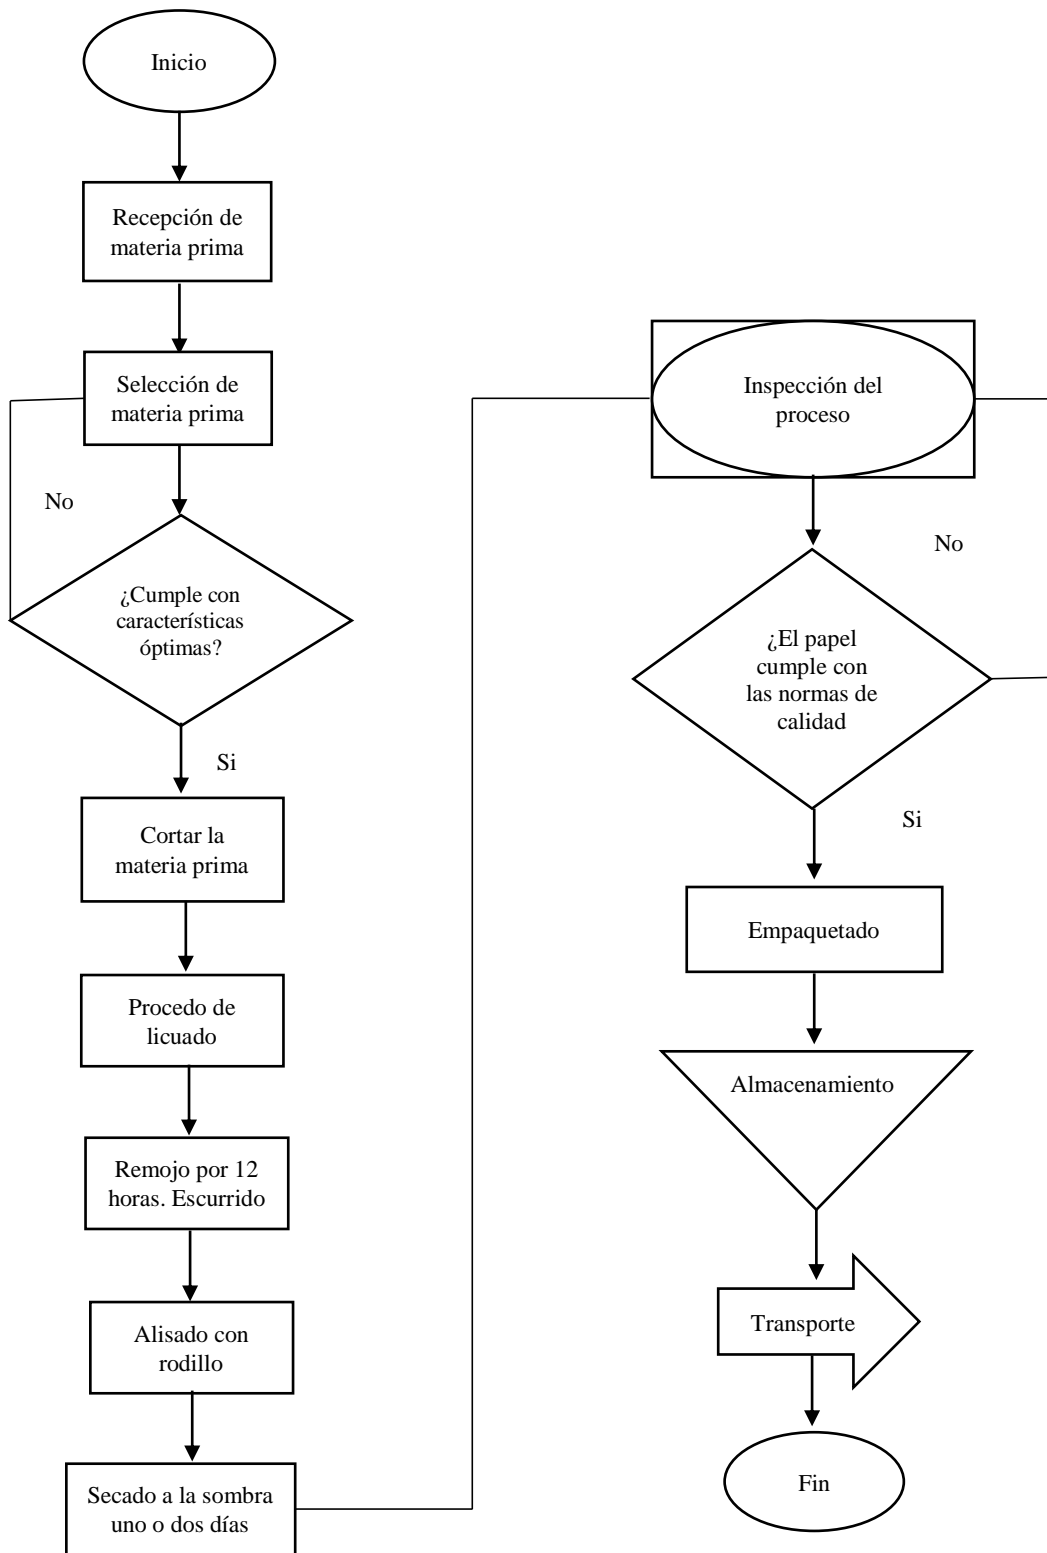 Inicio
Recepción de
materia prima
Selección de
materia prima
No
¿Cumple con
características
óptimas?
Si
Cortar la
materia prima
Procedo de
licuado
Remojo por 12
horas. Escurrido
Alisado con
rodillo
Secado a la sombra
uno o dos días
Inspección del
proceso
No
¿El papel
cumple con
las normas de
calidad
Si
Empaquetado
Almacenamiento
Transporte
Fin